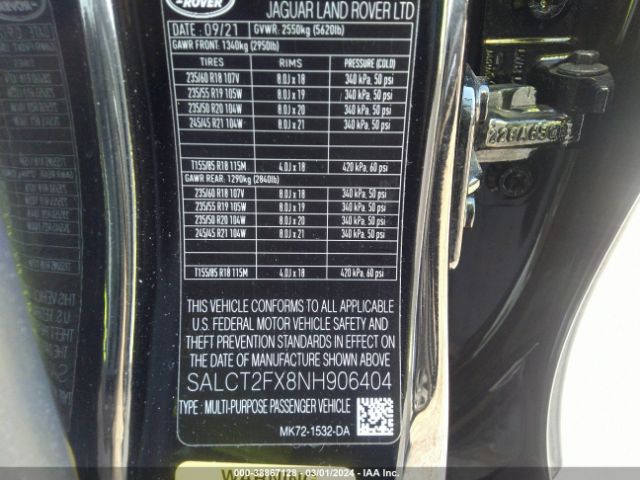 ROVER
JAGUAR LAND ROVER LTD
DATE : 09/21 GVWR: 2550kg (5620lb)
GAWR FRONT: 1340kg (2950lb)
TIRES RIMS PRESSURE (COLD)
235/60 R18 107V 8.0J x 18 340 kPa, 50 psi
235/55 R19 105W 8.0J x 19 340 kPa, 50 psi
235/50 R20 104W 8.0J x 20 340 kPa, 50 psi
245/45 R21 104W 8.0J x 21 340 kPa, 50 psi
T155/85 R18 115M 4.0J x 18 420 kPa, 60 psi
GAWR REAR: 1290kg (2840lb)
235/60 R18 107V 8.0J x 18 340 kPa, 50 psi
235/55 R19 105W 8.0J x 19 340 kPa, 50 psi
235/50 R20 104W 8.0J x 20 340 kPa, 50 psi
245/45 R21 104W 8.0J x 21 340 kPa, 50 psi
T155/85 R18 115M 4.0J x 18 420 kPa, 60 psi
THIS VEHICLE CONFORMS TO ALL APPLICABLE
U.S. FEDERAL MOTOR VEHICLE SAFETY AND
THEFT PREVENTION STANDARDS IN EFFECT ON
THE DATE OF MANUFACTURE SHOWN ABOVE
SALCT2FX8NH906404
TYPE: MULTI-PURPOSE PASSENGER VEHICLE
MK72-1532-DA
WARNING
000-38867128 - 03/01/2024 - IAA Inc.